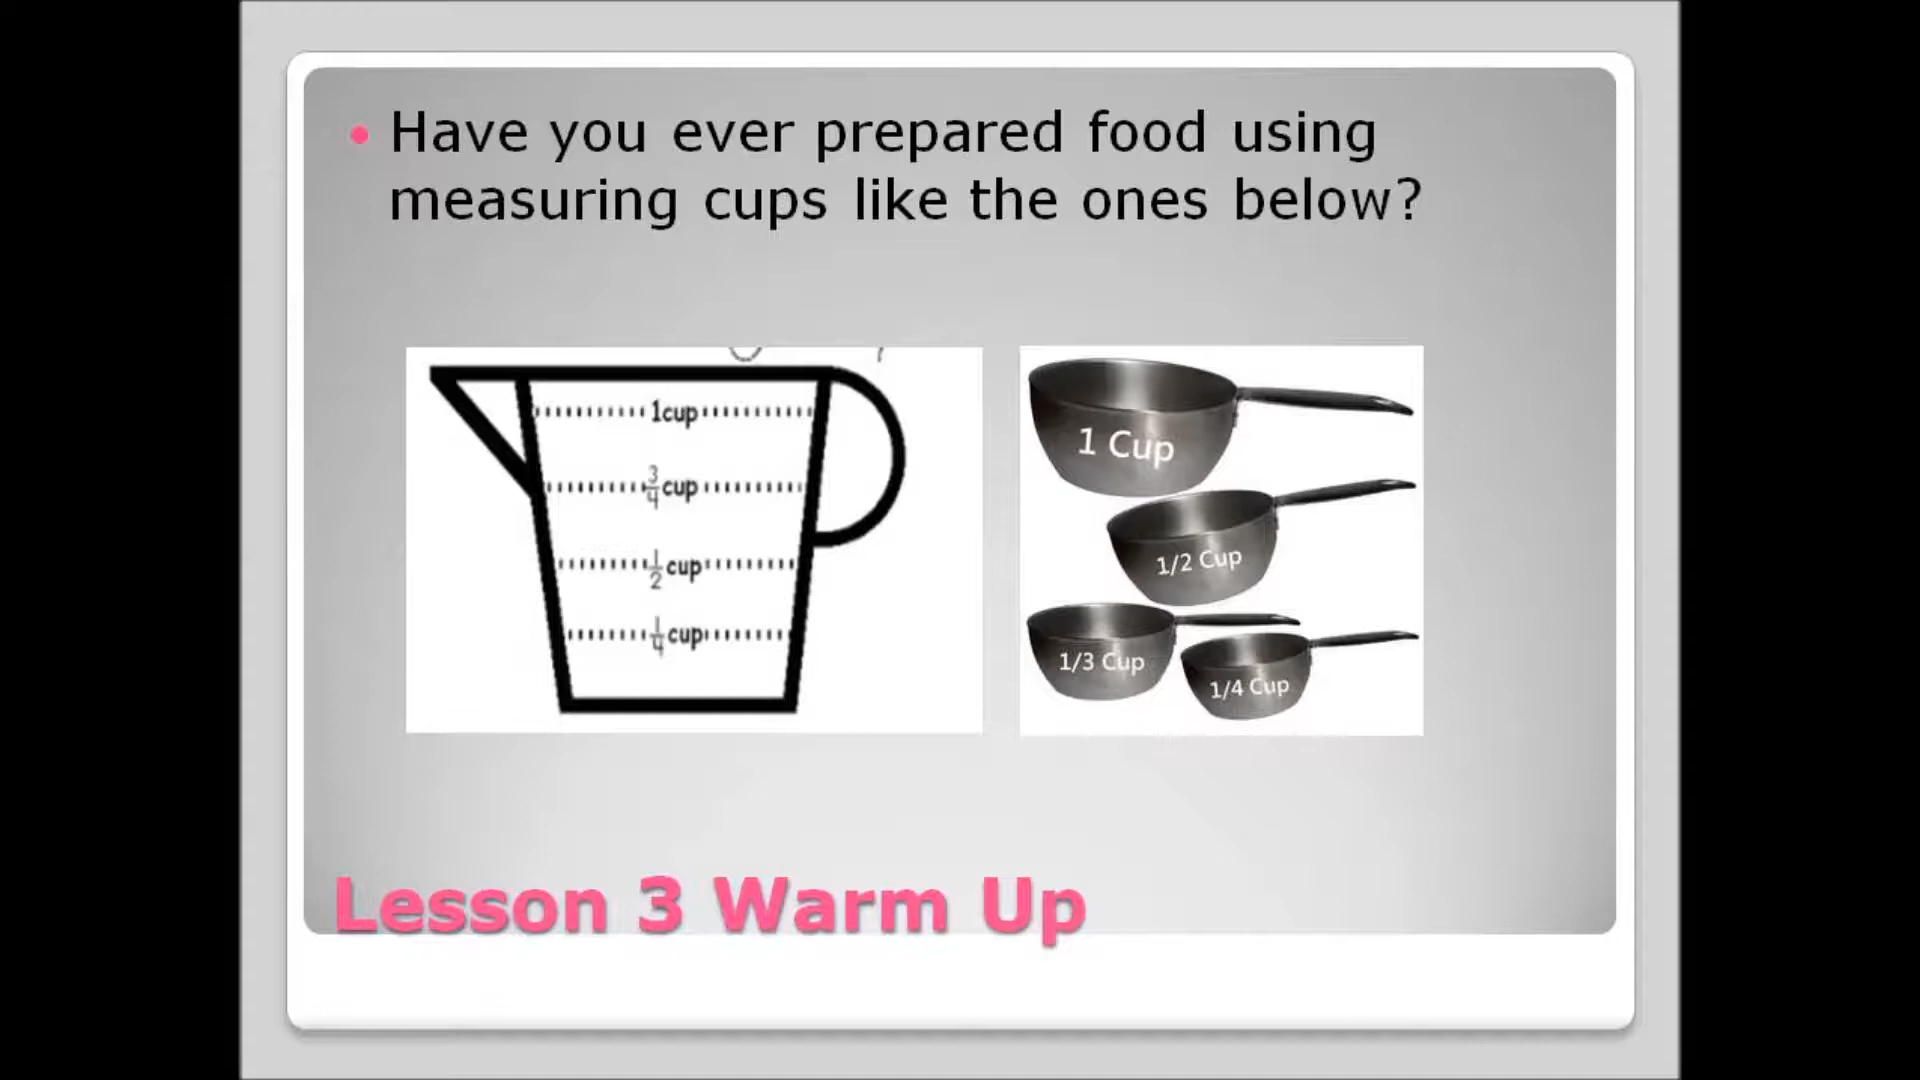 Have you ever prepared food using
measuring cups like the ones below?
1cup
3/4 cup
1/2 cup
1/4 cup
1 Cup
1/2 Cup
1/3 Cup
1/4 Cup
Lesson 3 Warm Up